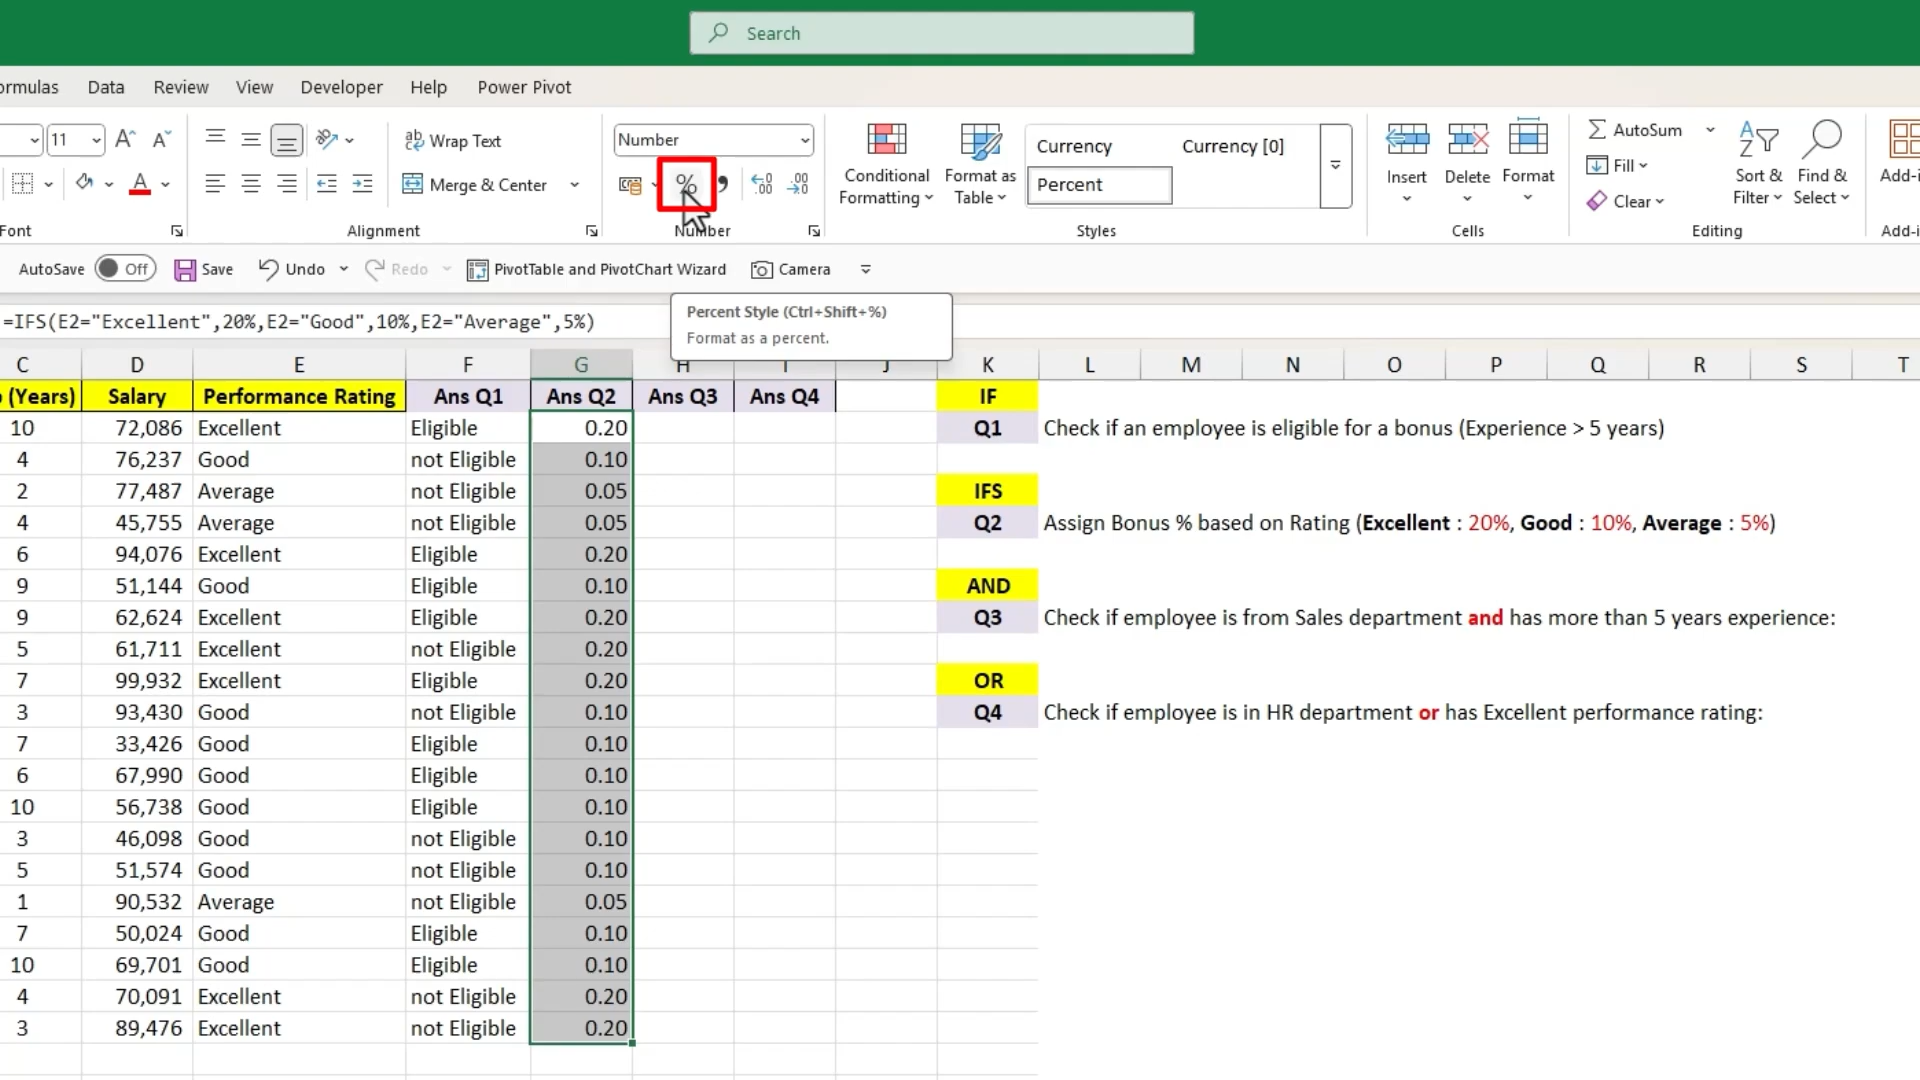 Search
ormulas Data Review View Developer Help Power Pivot
11 A^ Aˇ ab Wrap Text Number Currency Currency [0] AutoSum
Conditional Formatting Format as Table Percent Insert Delete Format Fill Sort & Filter Find & Select Add-i
A Merge & Center % , .00 .00 Clear
Font Alignment Number Styles Cells Editing Add-i
AutoSave Off Save Undo Redo PivotTable and PivotChart Wizard Camera
=IFS(E2="Excellent",20%,E2="Good",10%,E2="Average",5%)
Percent Style (Ctrl+Shift+%)
Format as a percent.
C D E F G H I J K L M N O P Q R S T
(Years) Salary Performance Rating Ans Q1 Ans Q2 Ans Q3 Ans Q4 IF
10 72,086 Excellent Eligible 0.20 Q1 Check if an employee is eligible for a bonus (Experience > 5 years)
4 76,237 Good not Eligible 0.10
2 77,487 Average not Eligible 0.05 IFS
4 45,755 Average not Eligible 0.05 Q2 Assign Bonus % based on Rating (Excellent : 20%, Good : 10%, Average : 5%)
6 94,076 Excellent Eligible 0.20
9 51,144 Good Eligible 0.10 AND
9 62,624 Excellent Eligible 0.20 Q3 Check if employee is from Sales department and has more than 5 years experience:
5 61,711 Excellent not Eligible 0.20
7 99,932 Excellent Eligible 0.20 OR
3 93,430 Good not Eligible 0.10 Q4 Check if employee is in HR department or has Excellent performance rating:
7 33,426 Good Eligible 0.10
6 67,990 Good Eligible 0.10
10 56,738 Good Eligible 0.10
3 46,098 Good not Eligible 0.10
5 51,574 Good not Eligible 0.10
1 90,532 Average not Eligible 0.05
7 50,024 Good Eligible 0.10
10 69,701 Good Eligible 0.10
4 70,091 Excellent not Eligible 0.20
3 89,476 Excellent not Eligible 0.20